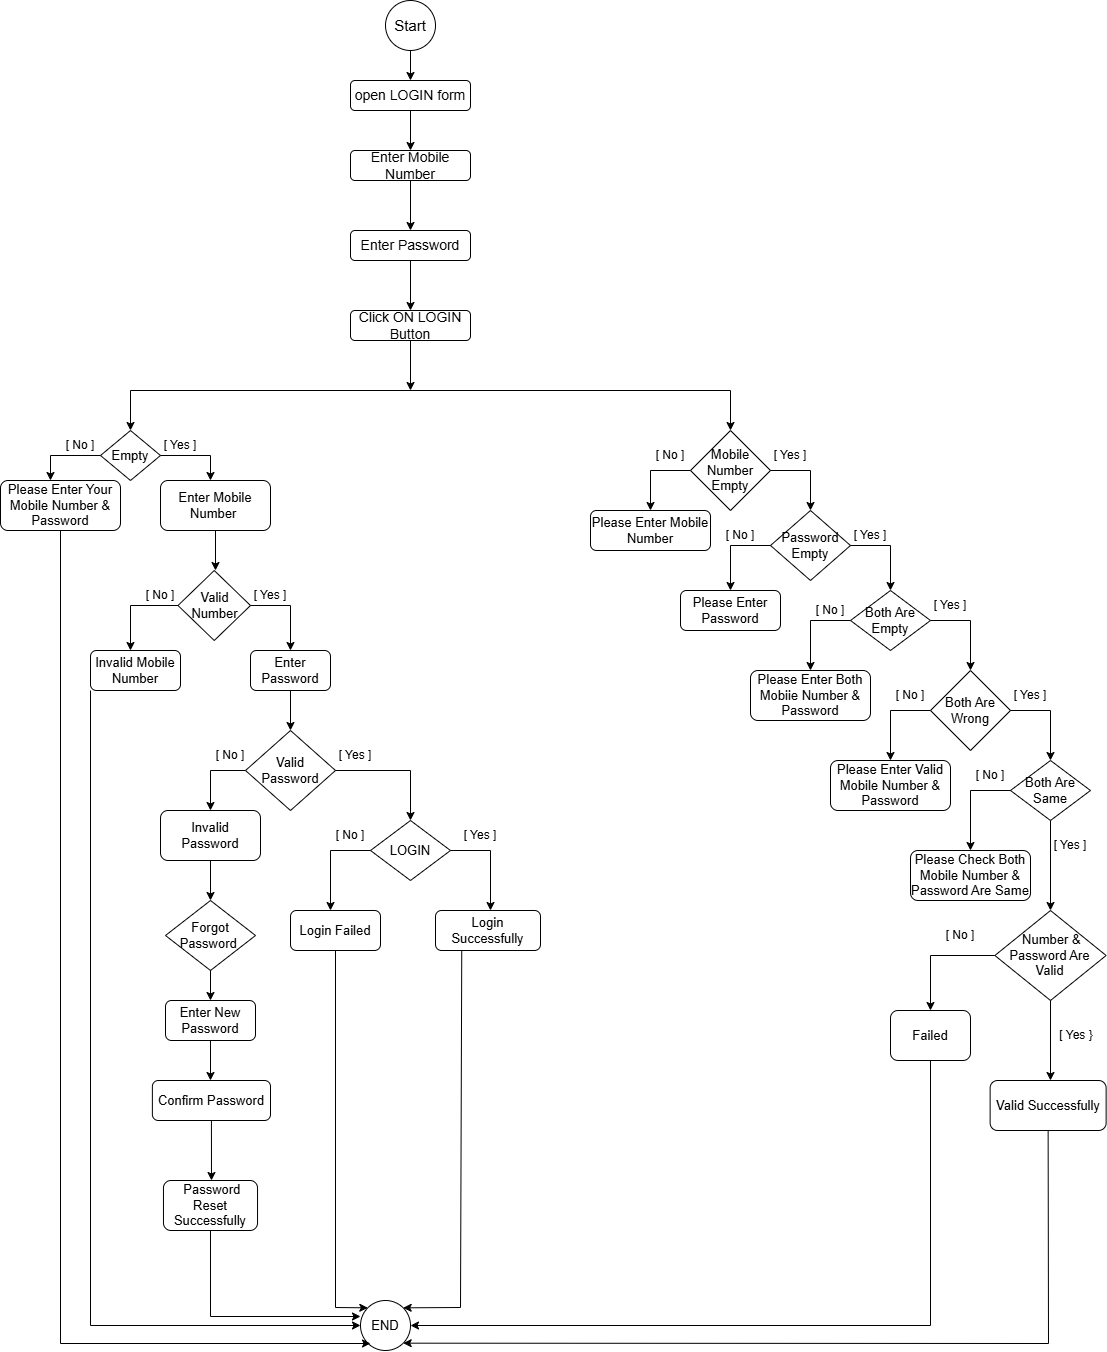 Start
open LOGIN form
Enter Mobile
Number
Enter Password
Click ON LOGIN
Button
[ No ]
Empty
[ Yes ]
Please Enter Your
Mobile Number &
Password
Enter Mobile
Number
[ No ]
Valid
Number
[ Yes ]
Invalid Mobile
Number
Enter
Password
[ No ]
Valid
Password
[ Yes ]
Invalid
Password
[ No ]
LOGIN
[ Yes ]
Forgot
Password
Login Failed
Login
Successfully
Enter New
Password
Confirm Password
Password
Reset
Successfully
[ No ]
Mobile
Number
Empty
[ Yes ]
Please Enter Mobile
Number
[ No ]
Password
Empty
[ Yes ]
Please Enter
Password
[ No ]
Both Are
Empty
[ Yes ]
Please Enter Both
Mobiie Number &
Password
[ No ]
Both Are
Wrong
[ Yes ]
Please Enter Valid
Mobile Number &
Password
[ No ]
Both Are
Same
[ Yes ]
Please Check Both
Mobile Number &
Password Are Same
[ No ]
Number &
Password Are
Valid
[ Yes }
Failed
Valid Successfully
END